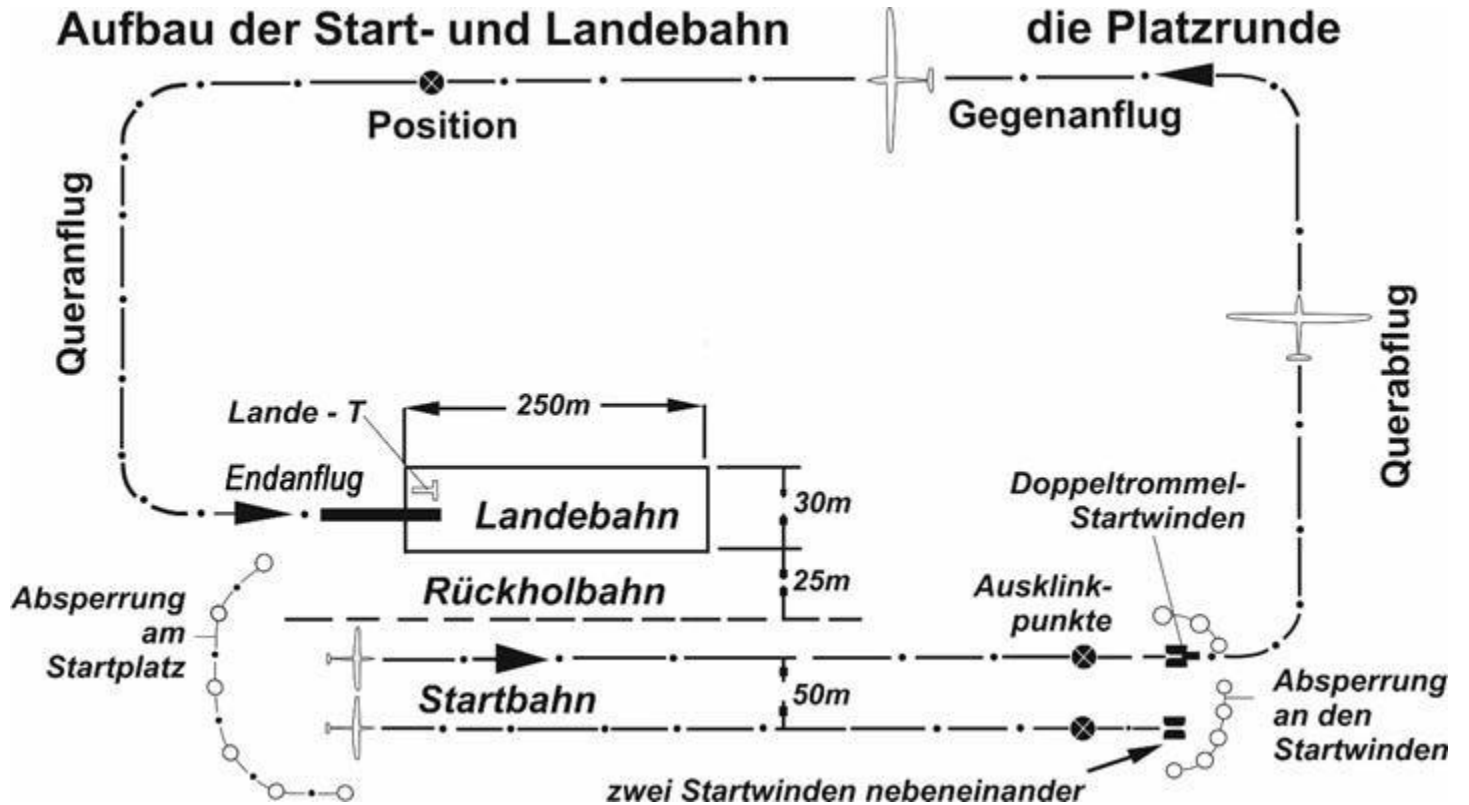 Aufbau der Start- und Landebahn
die Platzrunde
Position
Gegenanflug
Queranflug
Querabflug
250m
Lande - T
Endanflug
Landebahn
30m
Doppeltrommel-
Startwinden
Rückholbahn
25m
Ausklink-
punkte
Absperrung
am
Startplatz
Startbahn
50m
Absperrung
an den
Startwinden
zwei Startwinden nebeneinander